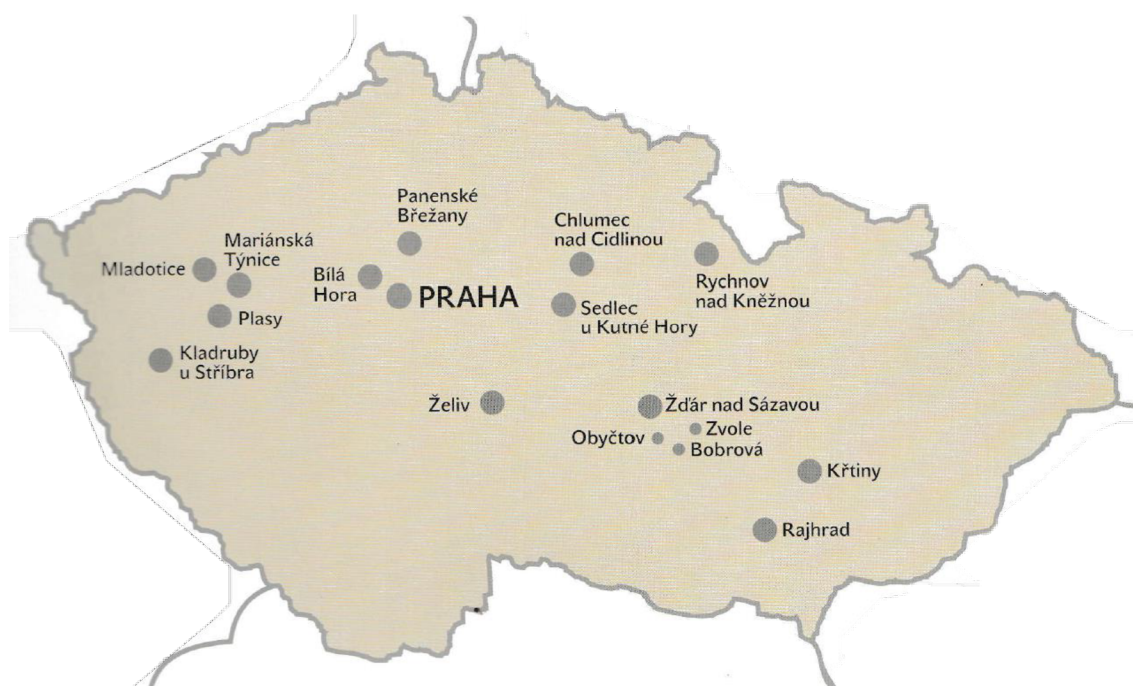 Panenské
Břežany
Chlumec
nad Cidlinou
Mariánská
Týnice
Mladotice
Bílá
Hora
PRAHA
Rychnov
nad Kněžnou
Sedlec
u Kutné Hory
Plasy
Kladruby
u Stříbra
Želiv
Žďár nad Sázavou
Zvole
Obyčtov
Bobrová
Křtiny
Rajhrad